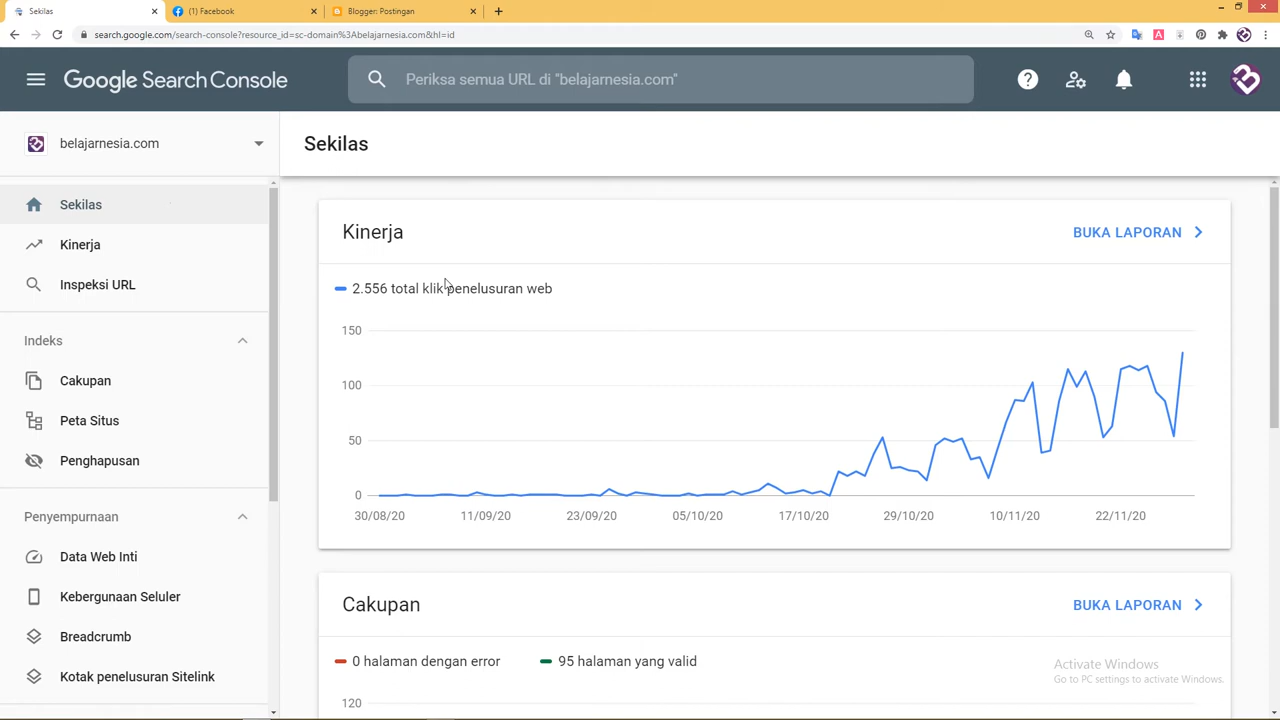 Sekilas
(1) Facebook
Blogger: Postingan
search.google.com/search-console?resource_id=sc-domain%3Abelajarnesia.com&hl=id
Google Search Console
Periksa semua URL di "belajarnesia.com"
belajarnesia.com
Sekilas
Sekilas
Kinerja
Inspeksi URL
Indeks
Cakupan
Peta Situs
Penghapusan
Penyempurnaan
Data Web Inti
Kebergunaan Seluler
Breadcrumb
Kotak penelusuran Sitelink
Kinerja
BUKA LAPORAN
2.556 total klik penelusuran web
150
100
50
0
30/08/20 11/09/20 23/09/20 05/10/20 17/10/20 29/10/20 10/11/20 22/11/20
Cakupan
BUKA LAPORAN
0 halaman dengan error 95 halaman yang valid
120
Activate Windows
Go to PC settings to activate Windows.